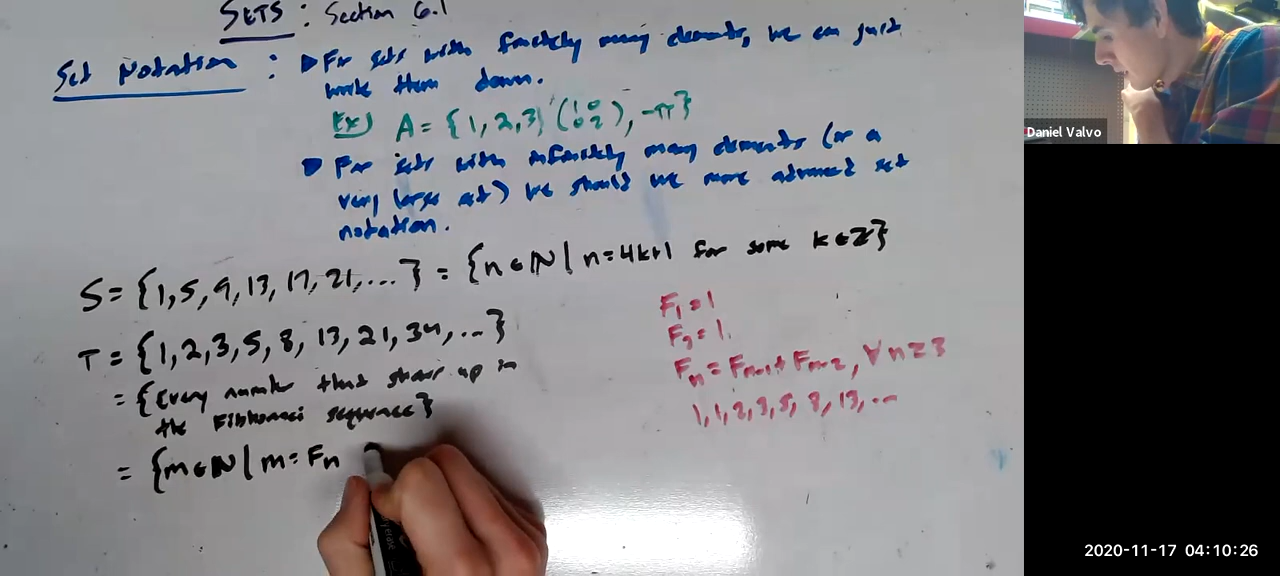 SETS : Section 6.1
Set Notation : ▶ For sets with finitely many elements, we can just
write them down.
Ex) A = {1, 2, 3, (1 0 0 2), -π}
▶ For sets with infinitely many elements (or a
very large set) we should use more advanced set
notation.
S = {1, 5, 9, 13, 17, 21, ... } = {n ∈ ℕ | n = 4k+1 for some k ∈ ℤ}
T = {1, 2, 3, 5, 8, 13, 21, 34, ... }
= {Every number that shows up in
the Fibonacci sequence}
= {m ∈ ℕ | m = Fn
F1 = 1
F2 = 1.
Fn = Fn-1 + Fn-2, ∀ n ≥ 3
1, 1, 2, 3, 5, 8, 13, ...
Daniel Valvo
2020-11-17 04:10:26